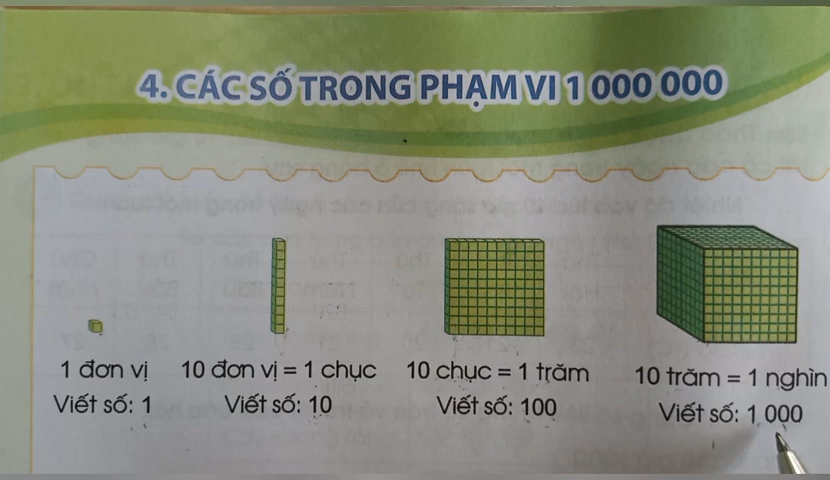 4. CÁC SỐ TRONG PHẠM VI 1 000 000
1 đơn vị
Viết số: 1
10 đơn vị = 1 chục
Viết số: 10
10 chục = 1 trăm
Viết số: 100
10 trăm = 1 nghìn
Viết số: 1 000